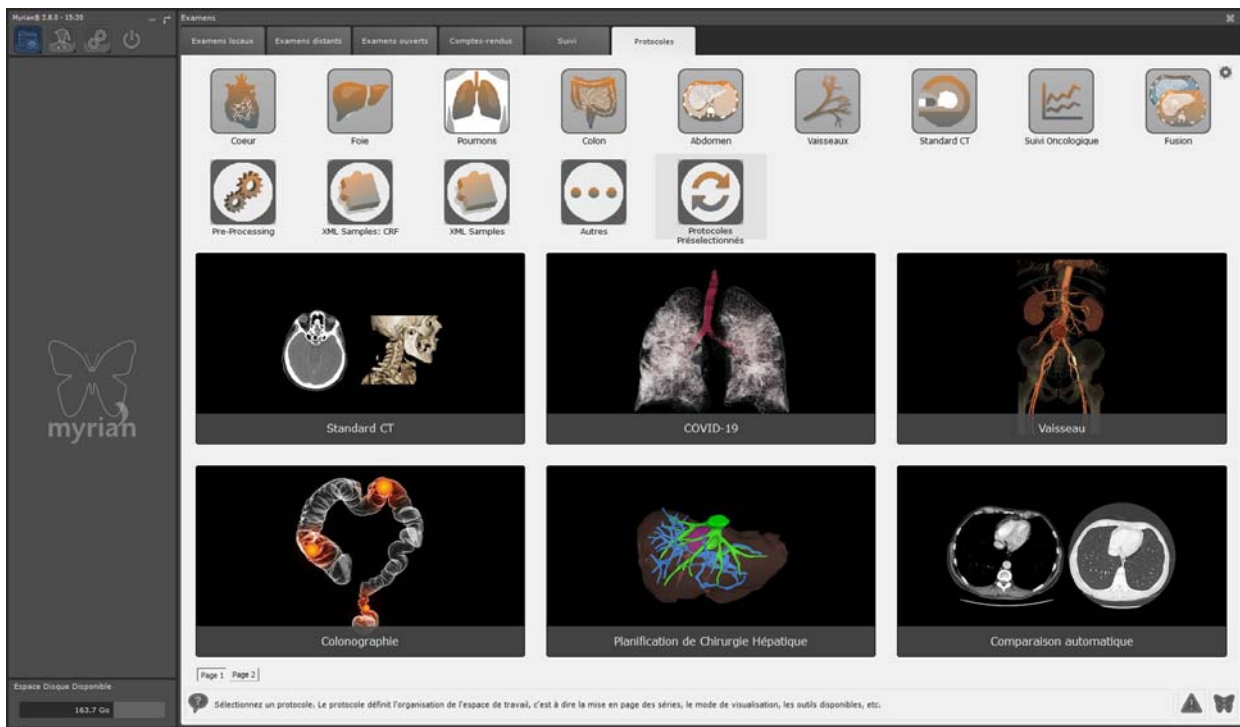 Myrian® 2.8.0 - 15:20
Examens
Examens locaux
Examens distants
Examens ouverts
Comptes-rendus
Suivi
Protocoles
Coeur
Foie
Poumons
Colon
Abdomen
Vaisseaux
Standard CT
Suivi Oncologique
Fusion
Pre-Processing
XML Samples: CRF
XML Samples
Autres
Protocoles
Préselectionnés
Standard CT
COVID-19
Vaisseau
myrian
Colonographie
Planification de Chirurgie Hépatique
Comparaison automatique
Page 1
Page 2
Espace Disque Disponible
163.7 Go
Sélectionnez un protocole. Le protocole définit l'organisation de l'espace de travail, c'est à dire la mise en page des séries, le mode de visualisation, les outils disponibles, etc.